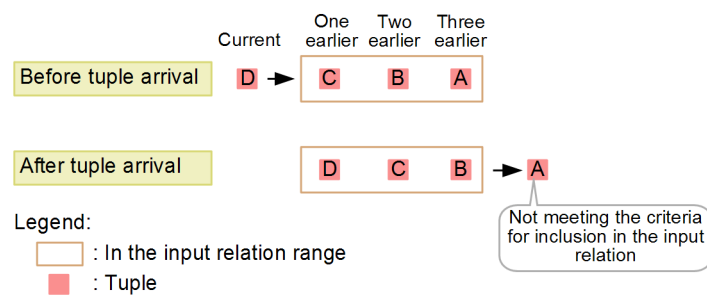 Current
One
earlier
Two
earlier
Three
earlier
Before tuple arrival
D
C
B
A
After tuple arrival
D
C
B
A
Not meeting the criteria
for inclusion in the input
relation
Legend:
: In the input relation range
: Tuple